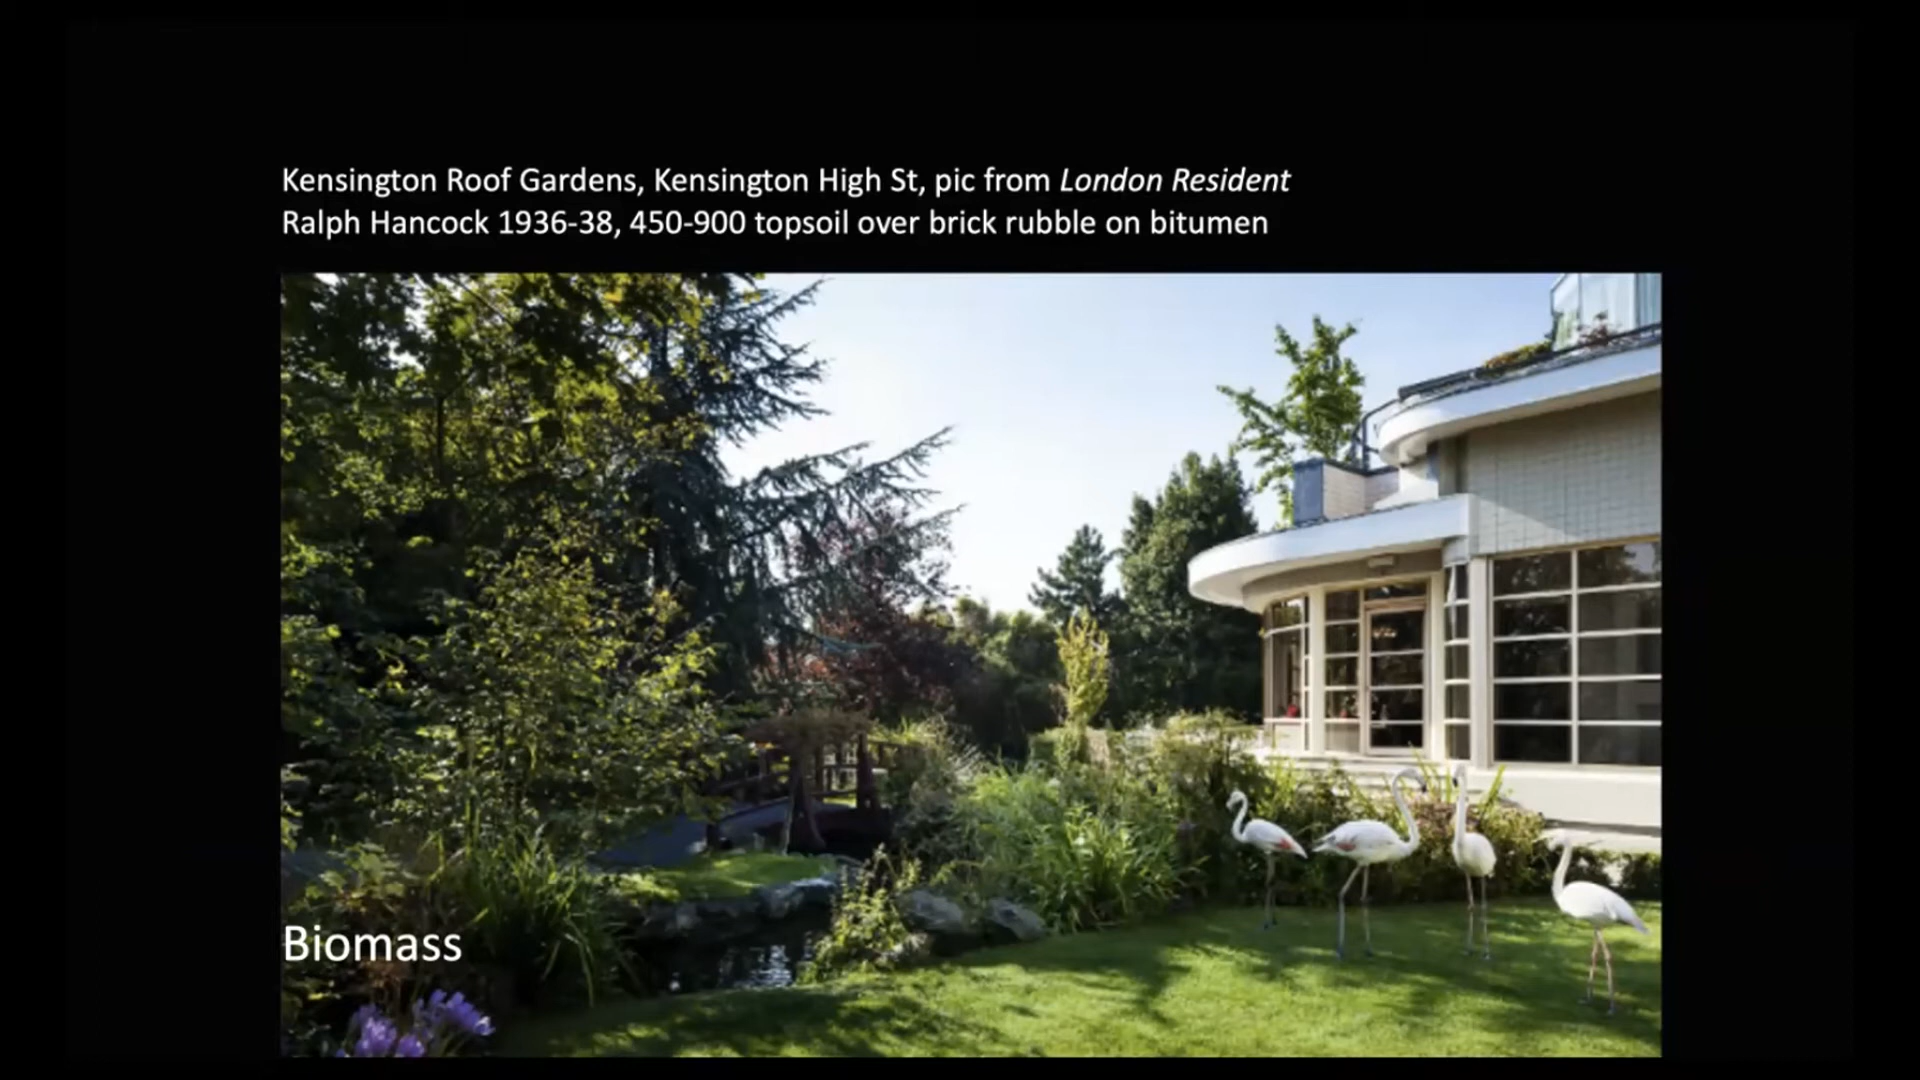 Kensington Roof Gardens, Kensington High St, pic from London Resident
Ralph Hancock 1936-38, 450-900 topsoil over brick rubble on bitumen
Biomass